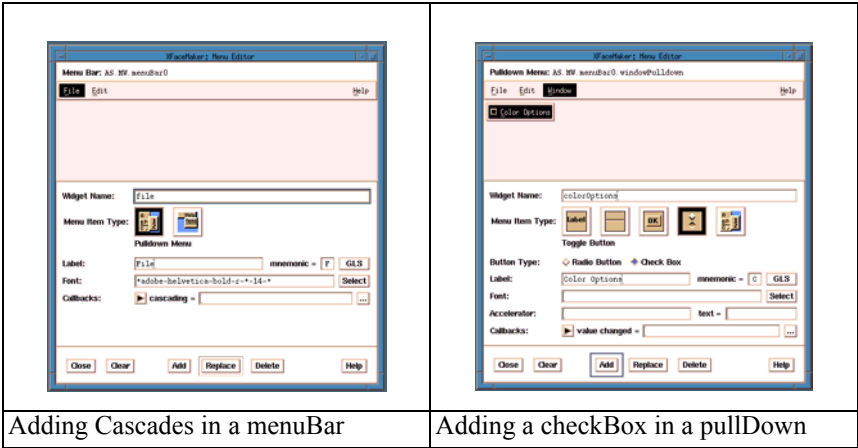 XFaceMaker: Menu Editor
Menu Bar: AS.MW.menuBar0
File Edit Help
Widget Name: file
Menu Item Type:
Pulldown Menu
Label: File mnemonic = F GLS
Font: *adobe-helvetica-bold-r-*-14-* Select
Callbacks: cascading = ...
Close Clear Add Replace Delete Help
Adding Cascades in a menuBar
XFaceMaker: Menu Editor
Pulldown Menu: AS.MW.menuBar0.windowPulldown
File Edit Window Help
Color Options
Widget Name: colorOptions
Menu Item Type: Label OK
Toggle Button
Button Type: Radio Button Check Box
Label: Color Options mnemonic = C GLS
Font: Select
Accelerator: text =
Callbacks: value changed = ...
Close Clear Add Replace Delete Help
Adding a checkBox in a pullDown